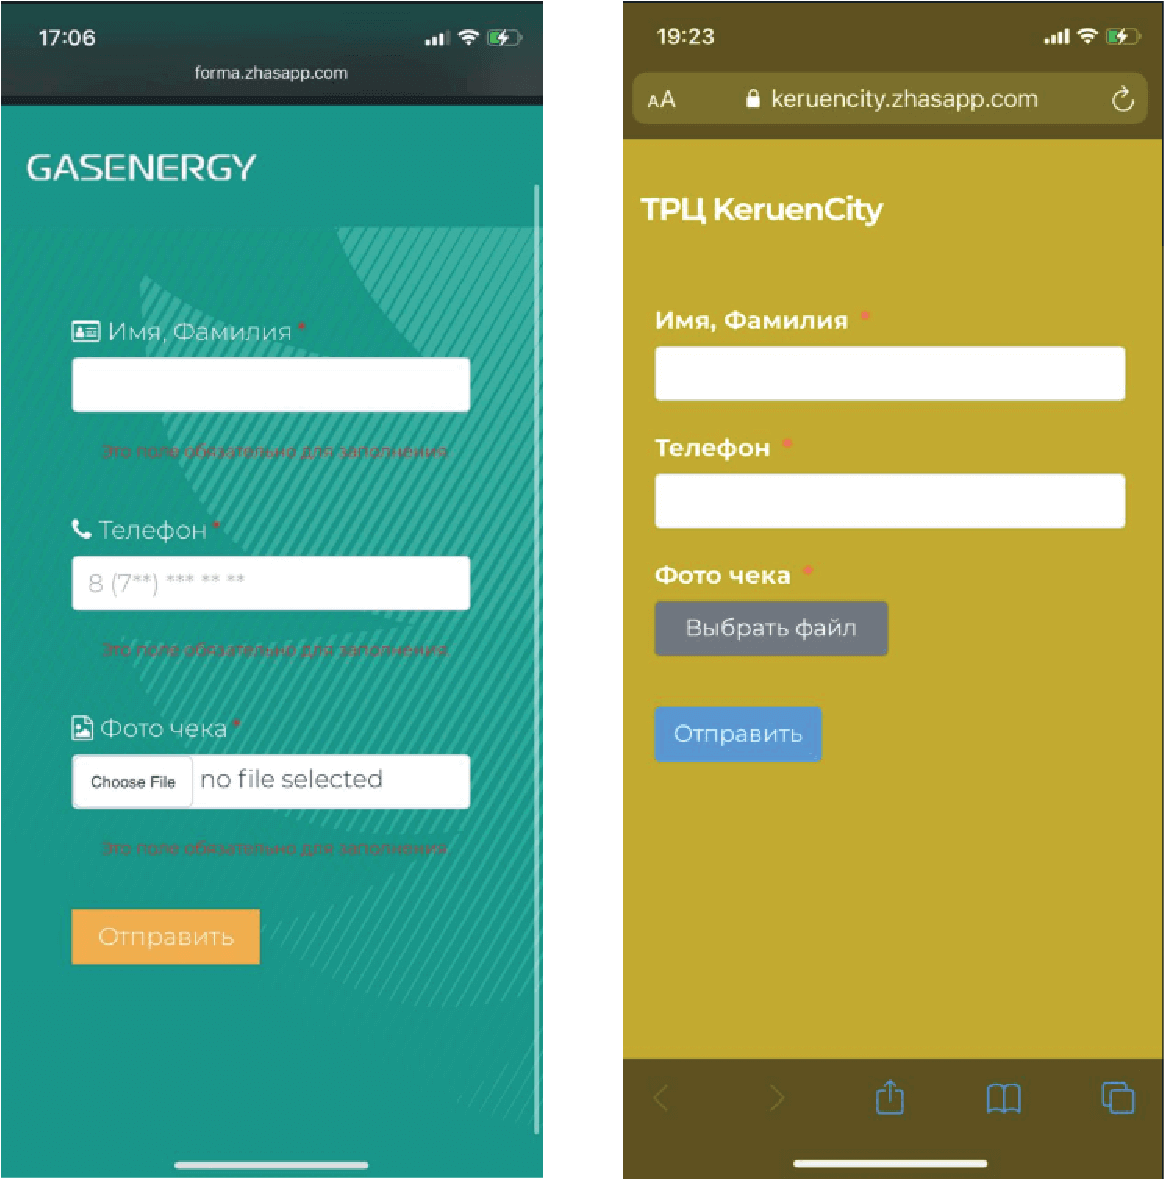 17:06
forma.zhasapp.com
GASENERGY
Имя, Фамилия *
Это поле обязательно для заполнения.
Телефон *
8 (7**) *** ** **
Это поле обязательно для заполнения.
Фото чека *
Choose File no file selected
Это поле обязательно для заполнения.
Отправить
19:23
AA keruencity.zhasapp.com
ТРЦ KeruenCity
Имя, Фамилия *
Телефон *
Фото чека *
Выбрать файл
Отправить